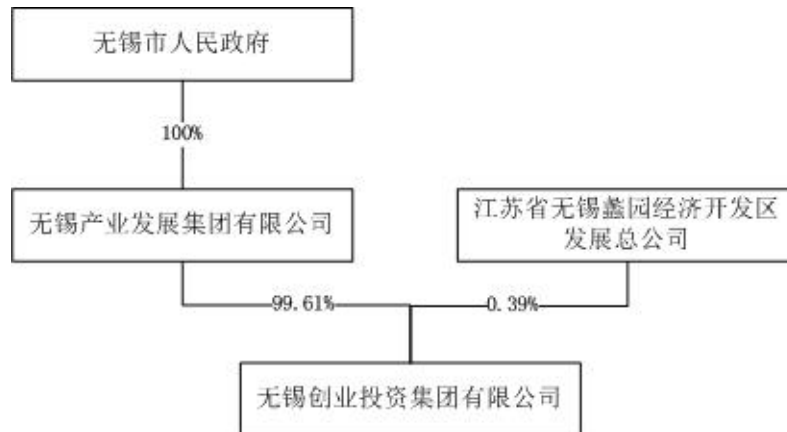 无锡市人民政府
100%
无锡产业发展集团有限公司
江苏省无锡蠡园经济开发区
发展总公司
99.61%
0.39%
无锡创业投资集团有限公司